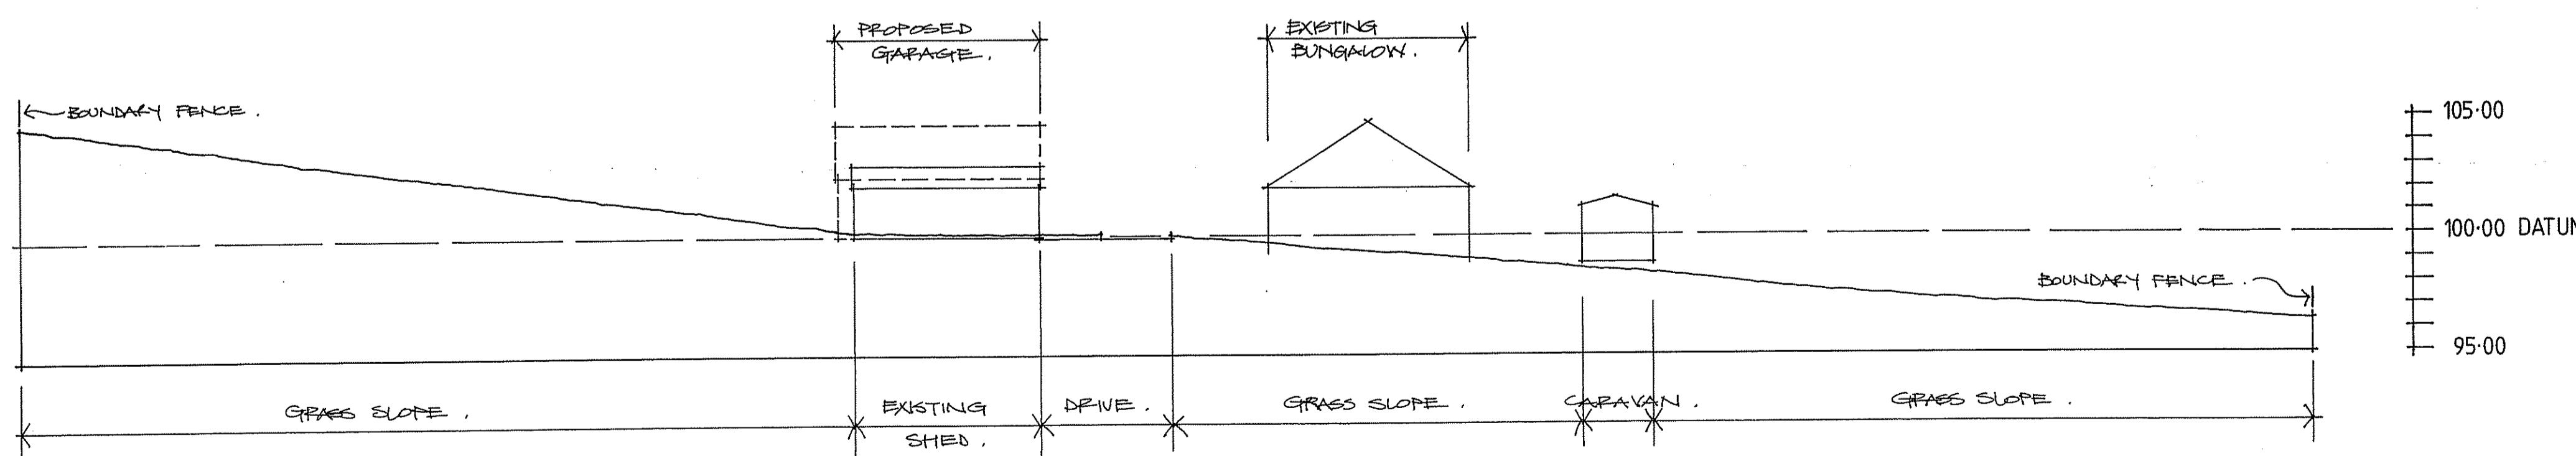 PROPOSED
GARAGE.
EXISTING
BUNGALOW.
BOUNDARY FENCE.
105.00
100.00 DATUM
BOUNDARY FENCE.
95.00
GRASS SLOPE.
EXISTING
SHED.
DRIVE.
GRASS SLOPE.
CARAVAN.
GRASS SLOPE.